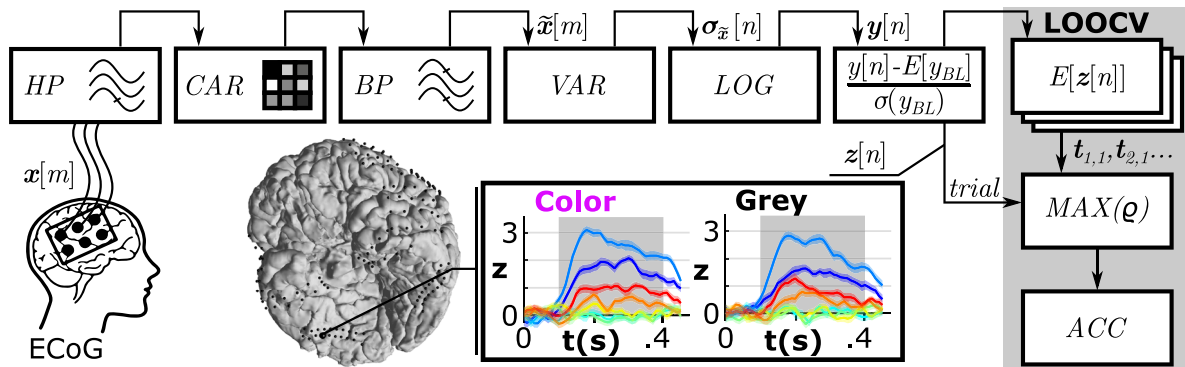 x̃[m]
σx̃[n]
y[n]
LOOCV
HP
CAR
BP
VAR
LOG
y[n]-E[yBL]
σ(yBL)
E[z[n]]
x[m]
z[n]
t1,1,t2,1...
trial
MAX(ϱ)
ACC
ECoG
Color
Grey
3
z
0
0
t(s)
.4
3
z
0
0
t(s)
.4